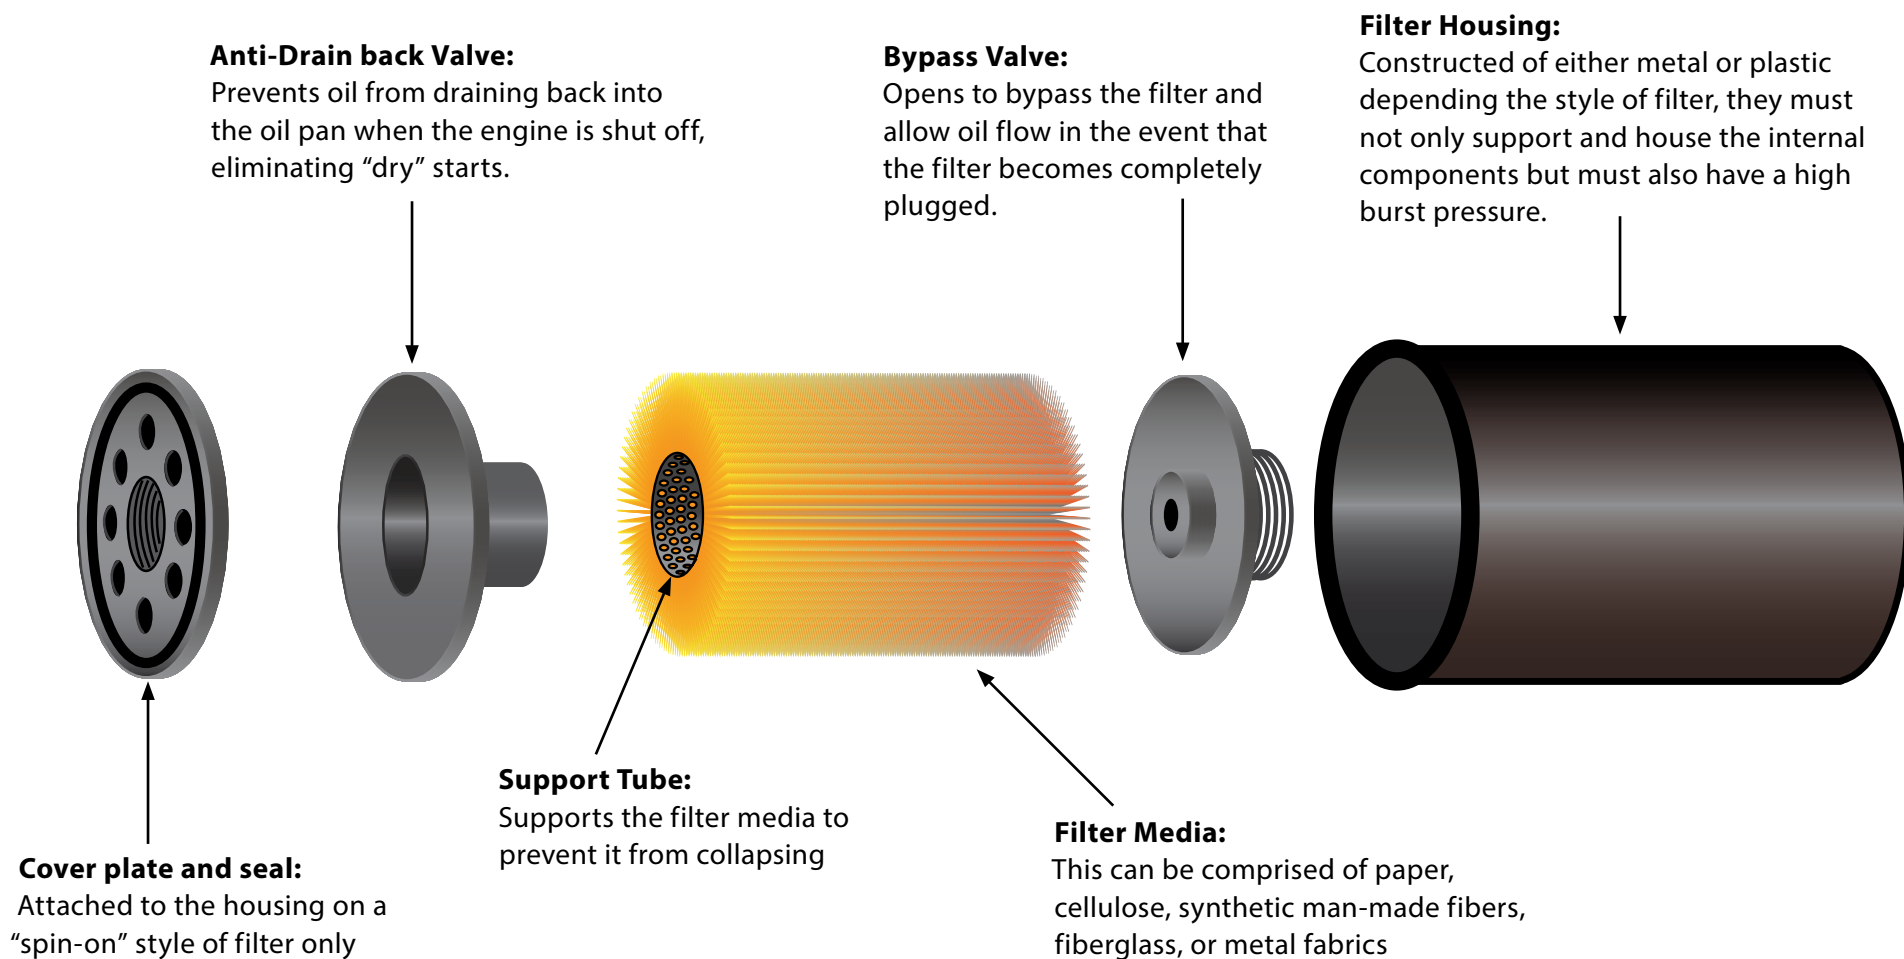 Anti-Drain back Valve:
Prevents oil from draining back into
the oil pan when the engine is shut off,
eliminating “dry” starts.
Bypass Valve:
Opens to bypass the filter and
allow oil flow in the event that
the filter becomes completely
plugged.
Filter Housing:
Constructed of either metal or plastic
depending the style of filter, they must
not only support and house the internal
components but must also have a high
burst pressure.
Cover plate and seal:
Attached to the housing on a
“spin-on” style of filter only
Support Tube:
Supports the filter media to
prevent it from collapsing
Filter Media:
This can be comprised of paper,
cellulose, synthetic man-made fibers,
fiberglass, or metal fabrics